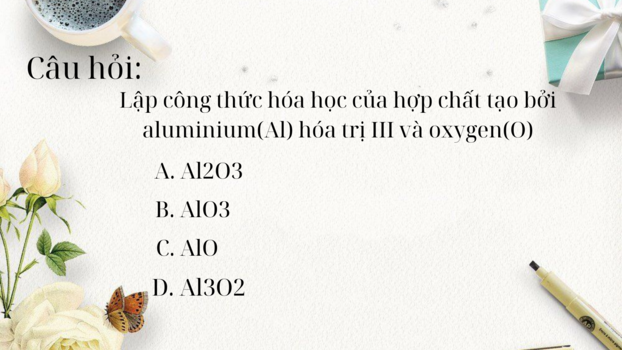 Câu hỏi:
Lập công thức hóa học của hợp chất tạo bởi
aluminium(Al) hóa trị III và oxygen(O)
A. Al2O3
B. AlO3
C. AlO
D. Al3O2